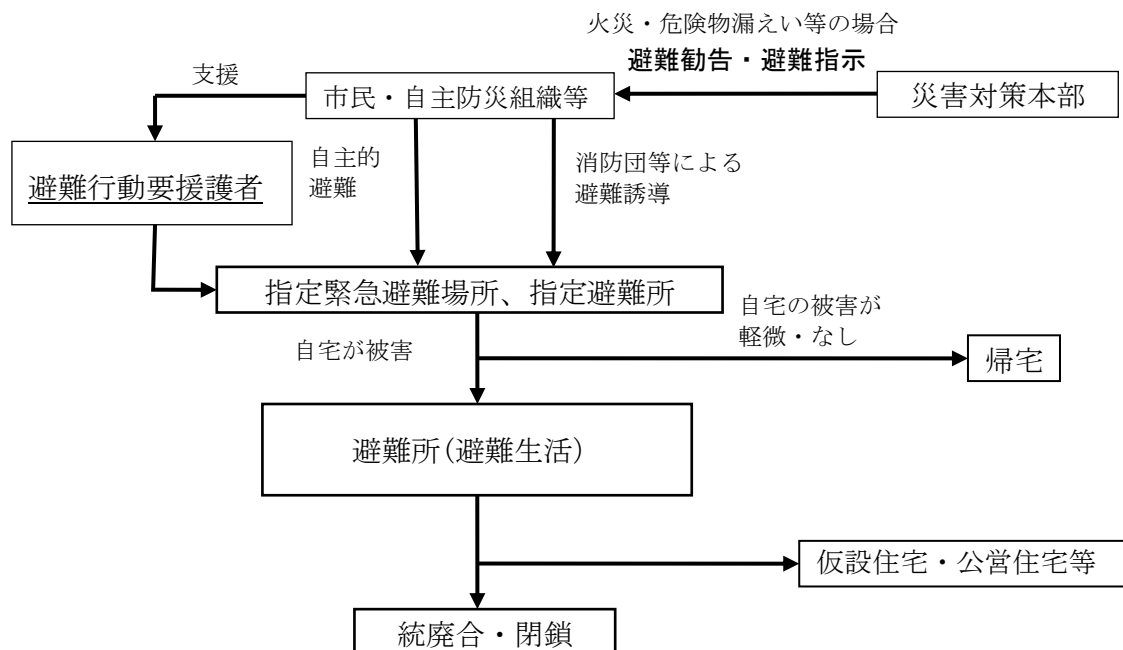 火災・危険物漏えい等の場合
避難勧告・避難指示
支援
市民・自主防災組織等
災害対策本部
自主的
避難
消防団等による
避難誘導
避難行動要援護者
指定緊急避難場所、指定避難所
自宅の被害が
軽微・なし
自宅が被害
帰宅
避難所(避難生活)
仮設住宅・公営住宅等
統廃合・閉鎖